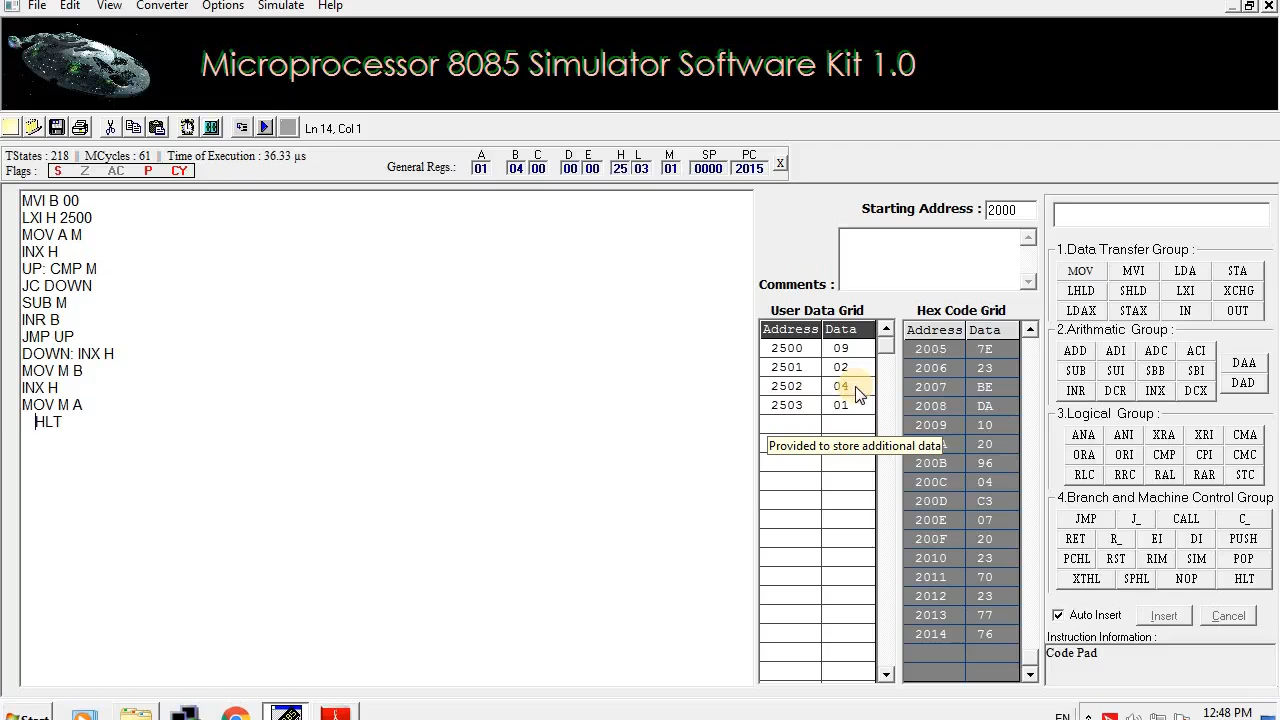 File Edit View Converter Options Simulate Help
Microprocessor 8085 Simulator Software Kit 1.0
Ln 14, Col 1
TStates : 218 || MCycles : 61 || Time of Execution : 36.33 µs
Flags : S Z AC P CY
General Regs.:
A B C D E H L M SP PC
01 04 00 00 00 25 03 01 0000 2015 X
MVI B 00
LXI H 2500
MOV A M
INX H
UP: CMP M
JC DOWN
SUB M
INR B
JMP UP
DOWN: INX H
MOV M B
INX H
MOV M A
HLT
Starting Address : 2000
Comments :
User Data Grid
Address Data
2500 09
2501 02
2502 04
2503 01
Provided to store additional data
Hex Code Grid
Address Data
2005 7E
2006 23
2007 BE
2008 DA
2009 10
A 20
200B 96
200C 04
200D C3
200E 07
200F 20
2010 23
2011 70
2012 23
2013 77
2014 76
1.Data Transfer Group :
MOV MVI LDA STA
LHLD SHLD LXI XCHG
LDAX STAX IN OUT
2.Arithmatic Group :
ADD ADI ADC ACI
SUB SUI SBB SBI
INR DCR INX DCX
DAA
DAD
3.Logical Group :
ANA ANI XRA XRI CMA
ORA ORI CMP CPI CMC
RLC RRC RAL RAR STC
4.Branch and Machine Control Group
JMP J_ CALL C_
RET R_ EI DI PUSH
PCHL RST RIM SIM POP
XTHL SPHL NOP HLT
Auto Insert Insert Cancel
Instruction Information :
Code Pad
Start
EN
12:48 PM